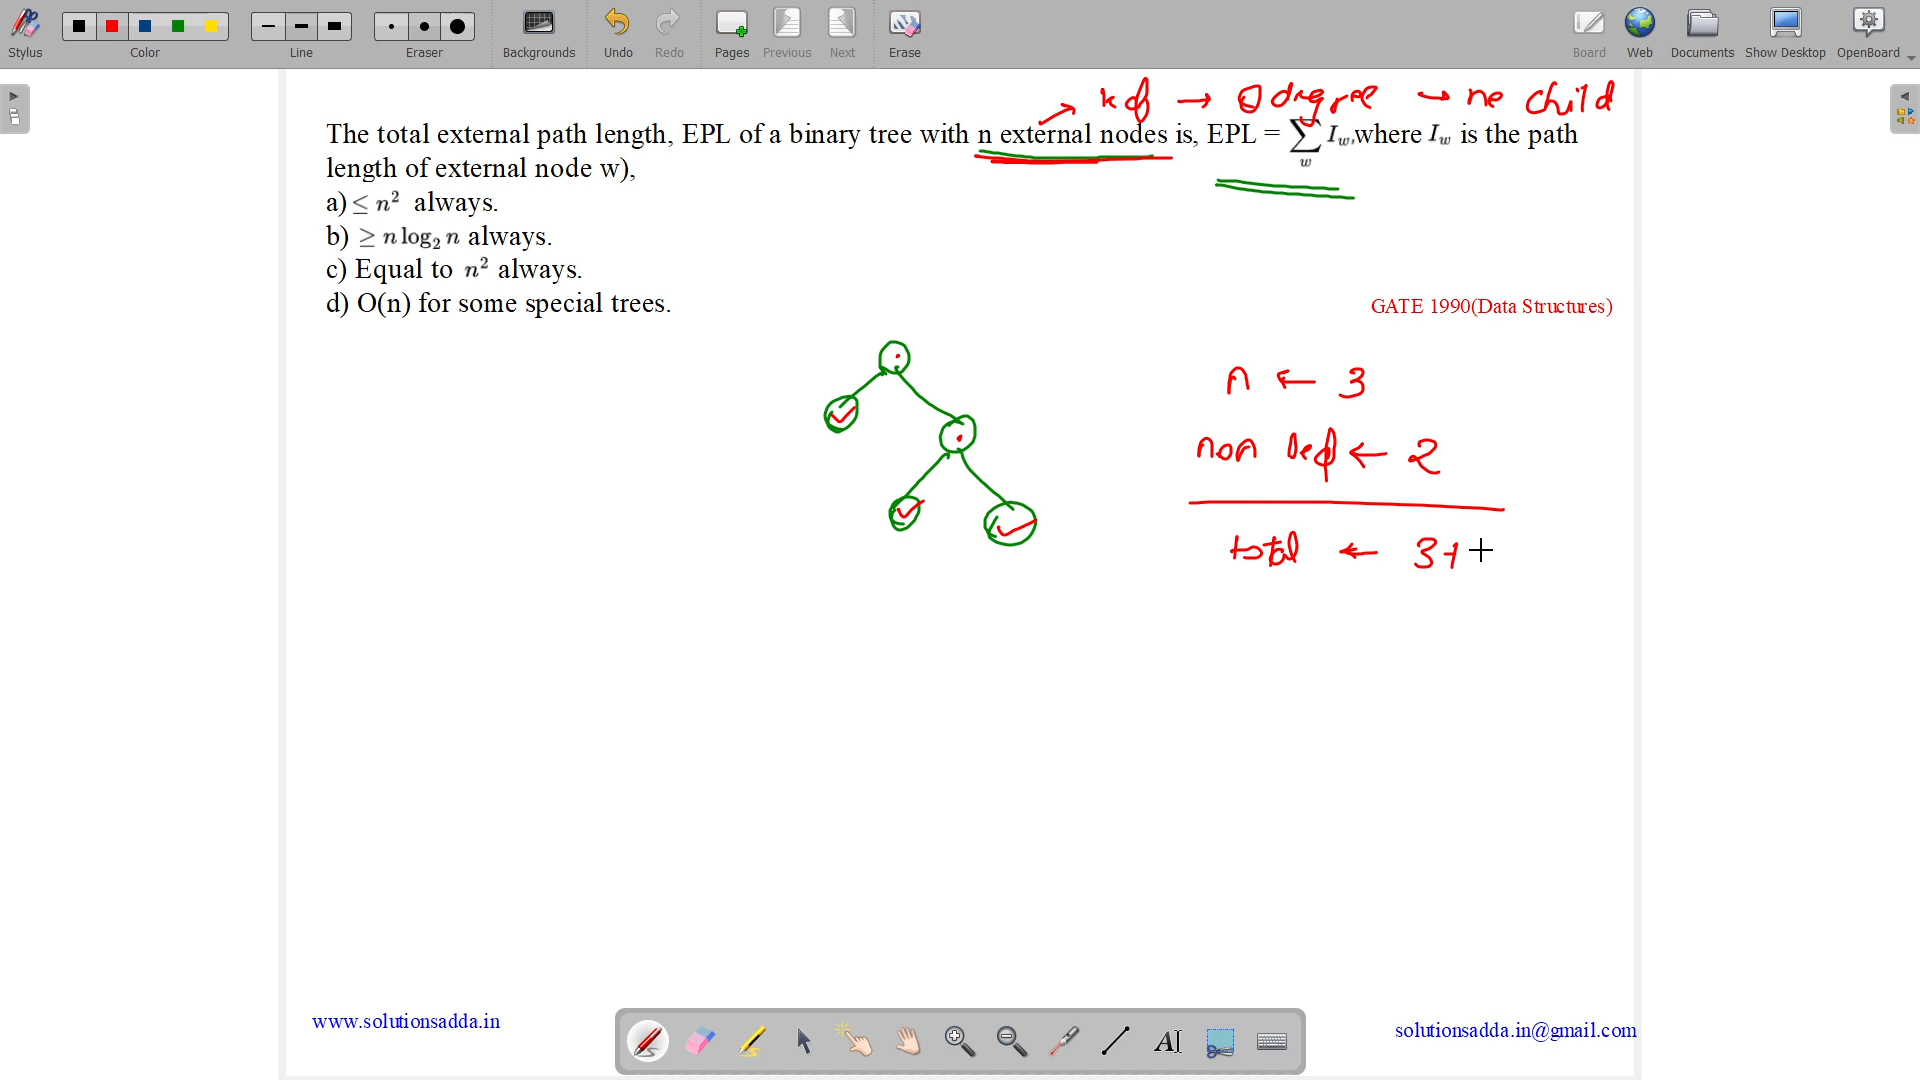 Stylus Color Line Eraser Backgrounds Undo Redo Pages Previous Next Erase Board Web Documents Show Desktop OpenBoard
leaf → 0 degree → no child
The total external path length, EPL of a binary tree with n external nodes is, EPL = ∑_w I_w, where I_w is the path
length of external node w),
a) ≤ n² always.
b) ≥ n log₂ n always.
c) Equal to n² always.
d) O(n) for some special trees.
GATE 1990(Data Structures)
n ← 3
non leaf ← 2
total ← 3+
www.solutionsadda.in
solutionsadda.in@gmail.com